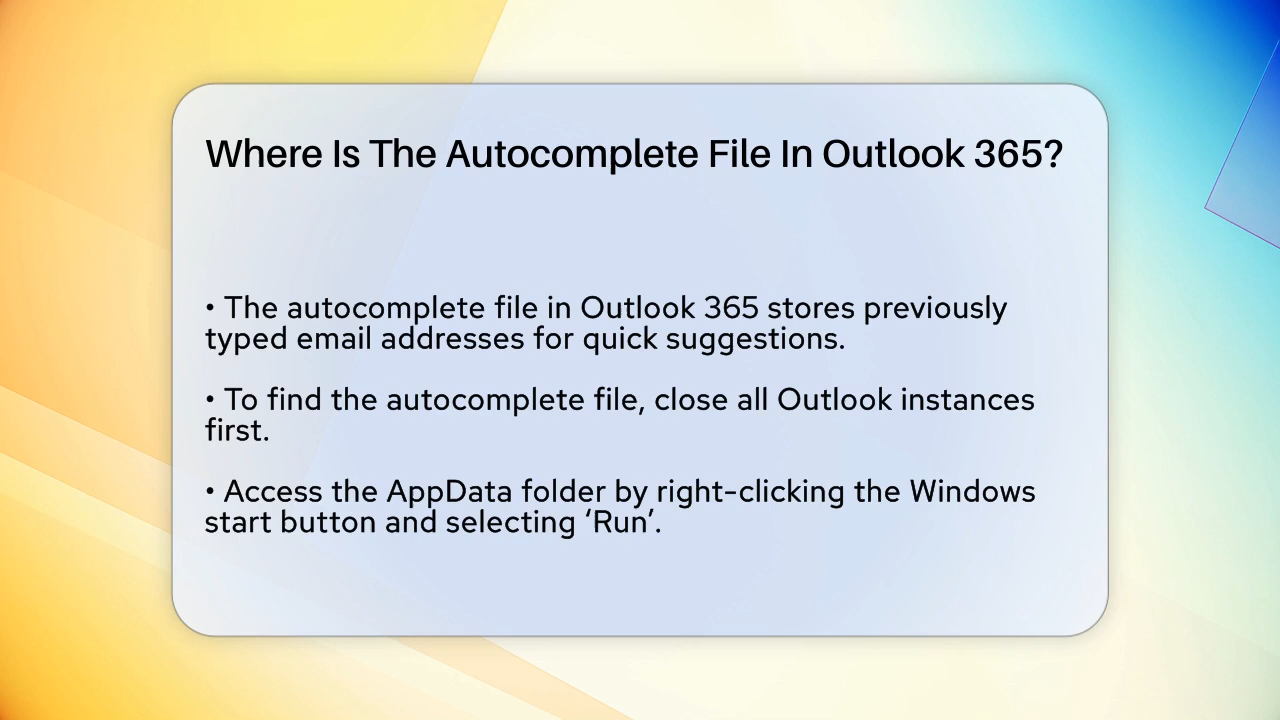 Where Is The Autocomplete File In Outlook 365?
• The autocomplete file in Outlook 365 stores previously
typed email addresses for quick suggestions.
• To find the autocomplete file, close all Outlook instances
first.
• Access the AppData folder by right-clicking the Windows
start button and selecting ‘Run’.